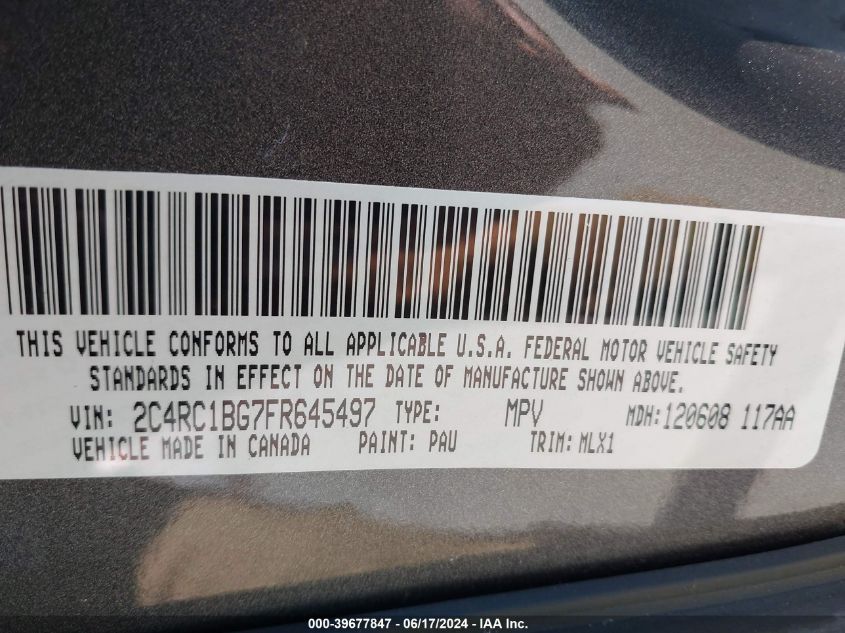 THIS VEHICLE CONFORMS TO ALL APPLICABLE U.S.A. FEDERAL MOTOR VEHICLE SAFETY
STANDARDS IN EFFECT ON THE DATE OF MANUFACTURE SHOWN ABOVE.
VIN: 2C4RC1BG7FR645497 TYPE: MPV MDH:120608 117AA
VEHICLE MADE IN CANADA PAINT: PAU TRIM: MLX1
000-39677847 - 06/17/2024 - IAA Inc.